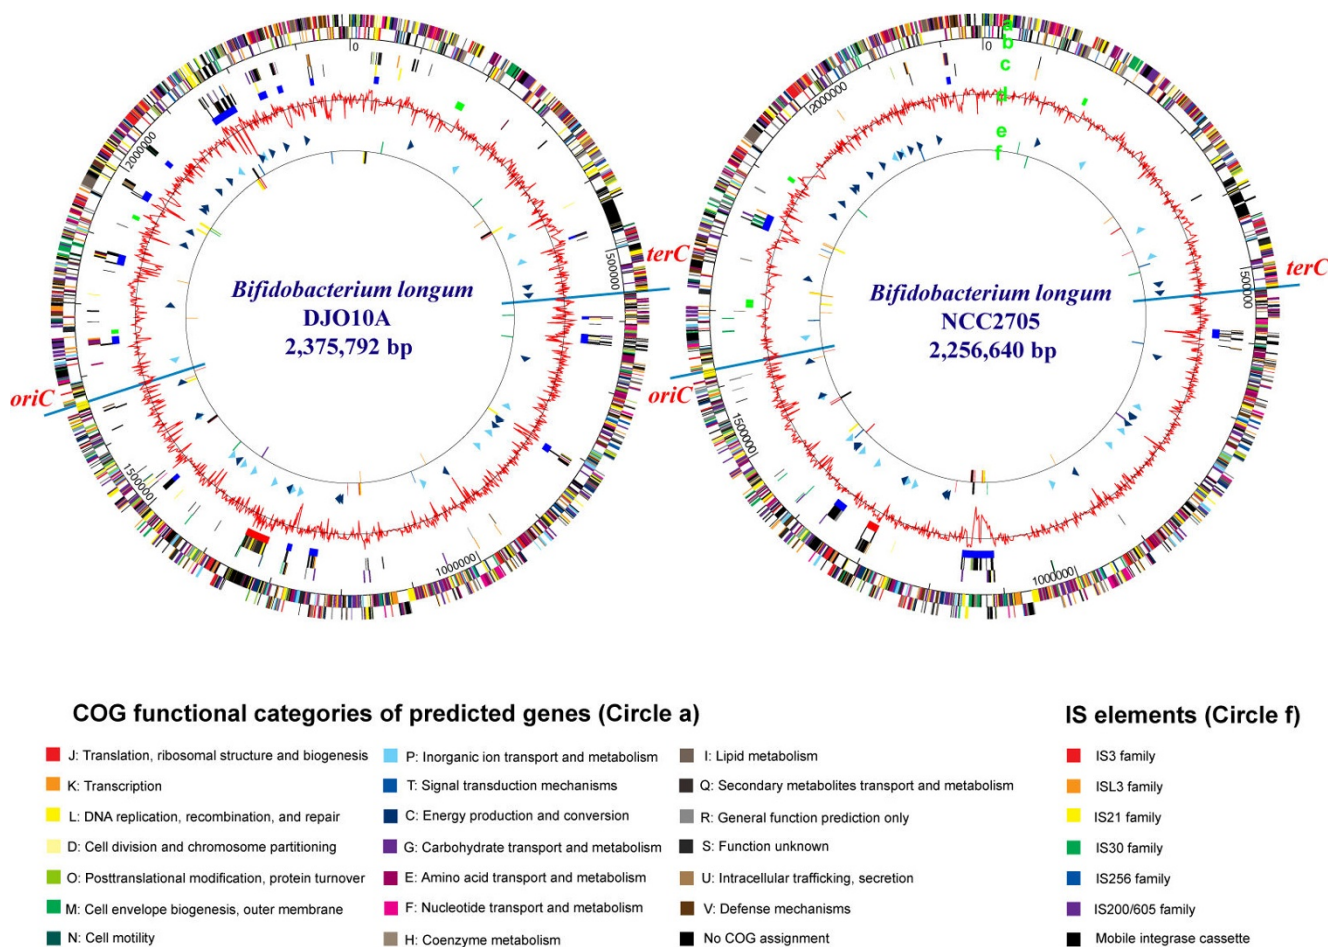 a
b
c
d
e
f
0
500000
1000000
1500000
2000000
terC
oriC
Bifidobacterium longum
DJO10A
2,375,792 bp
0
500000
1000000
1500000
2000000
terC
oriC
Bifidobacterium longum
NCC2705
2,256,640 bp
COG functional categories of predicted genes (Circle a)
J: Translation, ribosomal structure and biogenesis
K: Transcription
L: DNA replication, recombination, and repair
D: Cell division and chromosome partitioning
O: Posttranslational modification, protein turnover
M: Cell envelope biogenesis, outer membrane
N: Cell motility
P: Inorganic ion transport and metabolism
T: Signal transduction mechanisms
C: Energy production and conversion
G: Carbohydrate transport and metabolism
E: Amino acid transport and metabolism
F: Nucleotide transport and metabolism
H: Coenzyme metabolism
I: Lipid metabolism
Q: Secondary metabolites transport and metabolism
R: General function prediction only
S: Function unknown
U: Intracellular trafficking, secretion
V: Defense mechanisms
No COG assignment
IS elements (Circle f)
IS3 family
ISL3 family
IS21 family
IS30 family
IS256 family
IS200/605 family
Mobile integrase cassette